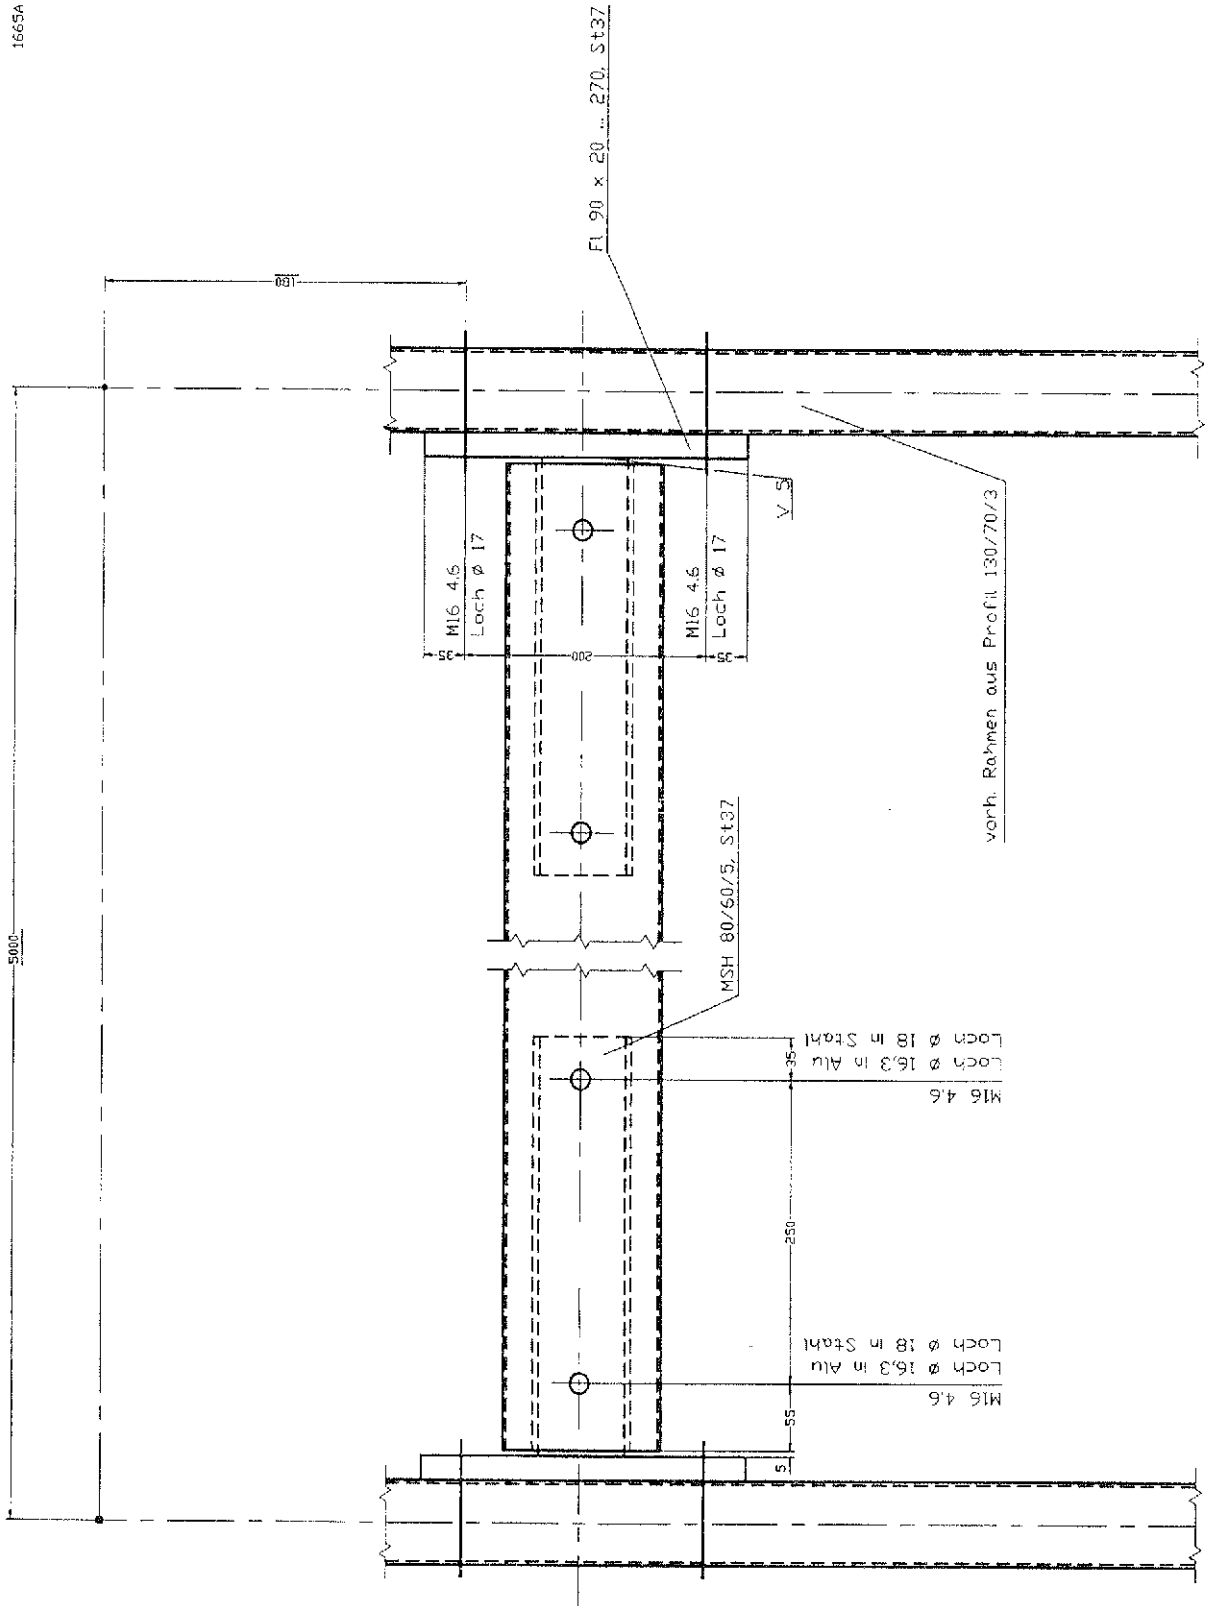 1665A
5000
180
Fl 90 x 20 ... 270, St37
M16 4.6
Loch ø 17
35
200
35
M16 4.6
Loch ø 17
V 5
vorh. Rahmen aus Profil 130/70/3
MSH 80/60/5, St37
M16 4.6
Loch ø 16,3 in Alu
Loch ø 18 in Stahl
35
250
M16 4.6
Loch ø 16,3 in Alu
Loch ø 18 in Stahl
55
5